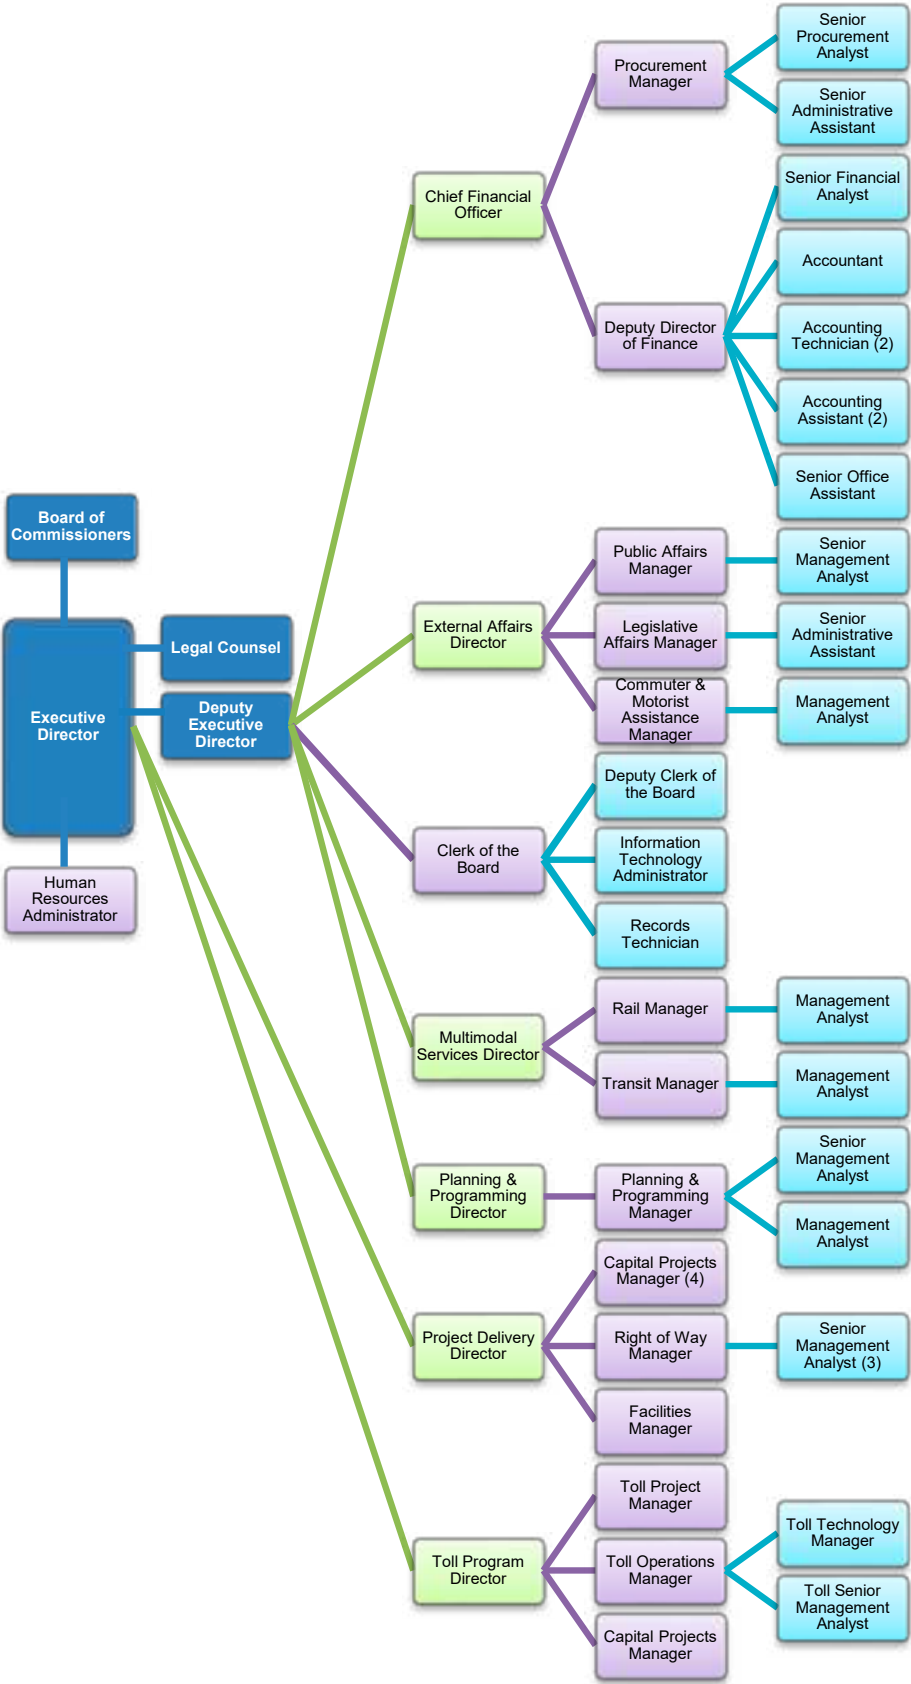 Board of
Commissioners
Executive
Director
Legal Counsel
Deputy
Executive
Director
Human
Resources
Administrator
Chief Financial
Officer
Procurement
Manager
Senior
Procurement
Analyst
Senior
Administrative
Assistant
Deputy Director
of Finance
Senior Financial
Analyst
Accountant
Accounting
Technician (2)
Accounting
Assistant (2)
Senior Office
Assistant
External Affairs
Director
Public Affairs
Manager
Senior
Management
Analyst
Legislative
Affairs Manager
Senior
Administrative
Assistant
Commuter &
Motorist
Assistance
Manager
Management
Analyst
Clerk of the
Board
Deputy Clerk of
the Board
Information
Technology
Administrator
Records
Technician
Multimodal
Services Director
Rail Manager
Management
Analyst
Transit Manager
Management
Analyst
Planning &
Programming
Director
Planning &
Programming
Manager
Senior
Management
Analyst
Management
Analyst
Project Delivery
Director
Capital Projects
Manager (4)
Right of Way
Manager
Senior
Management
Analyst (3)
Facilities
Manager
Toll Program
Director
Toll Project
Manager
Toll Operations
Manager
Toll Technology
Manager
Toll Senior
Management
Analyst
Capital Projects
Manager